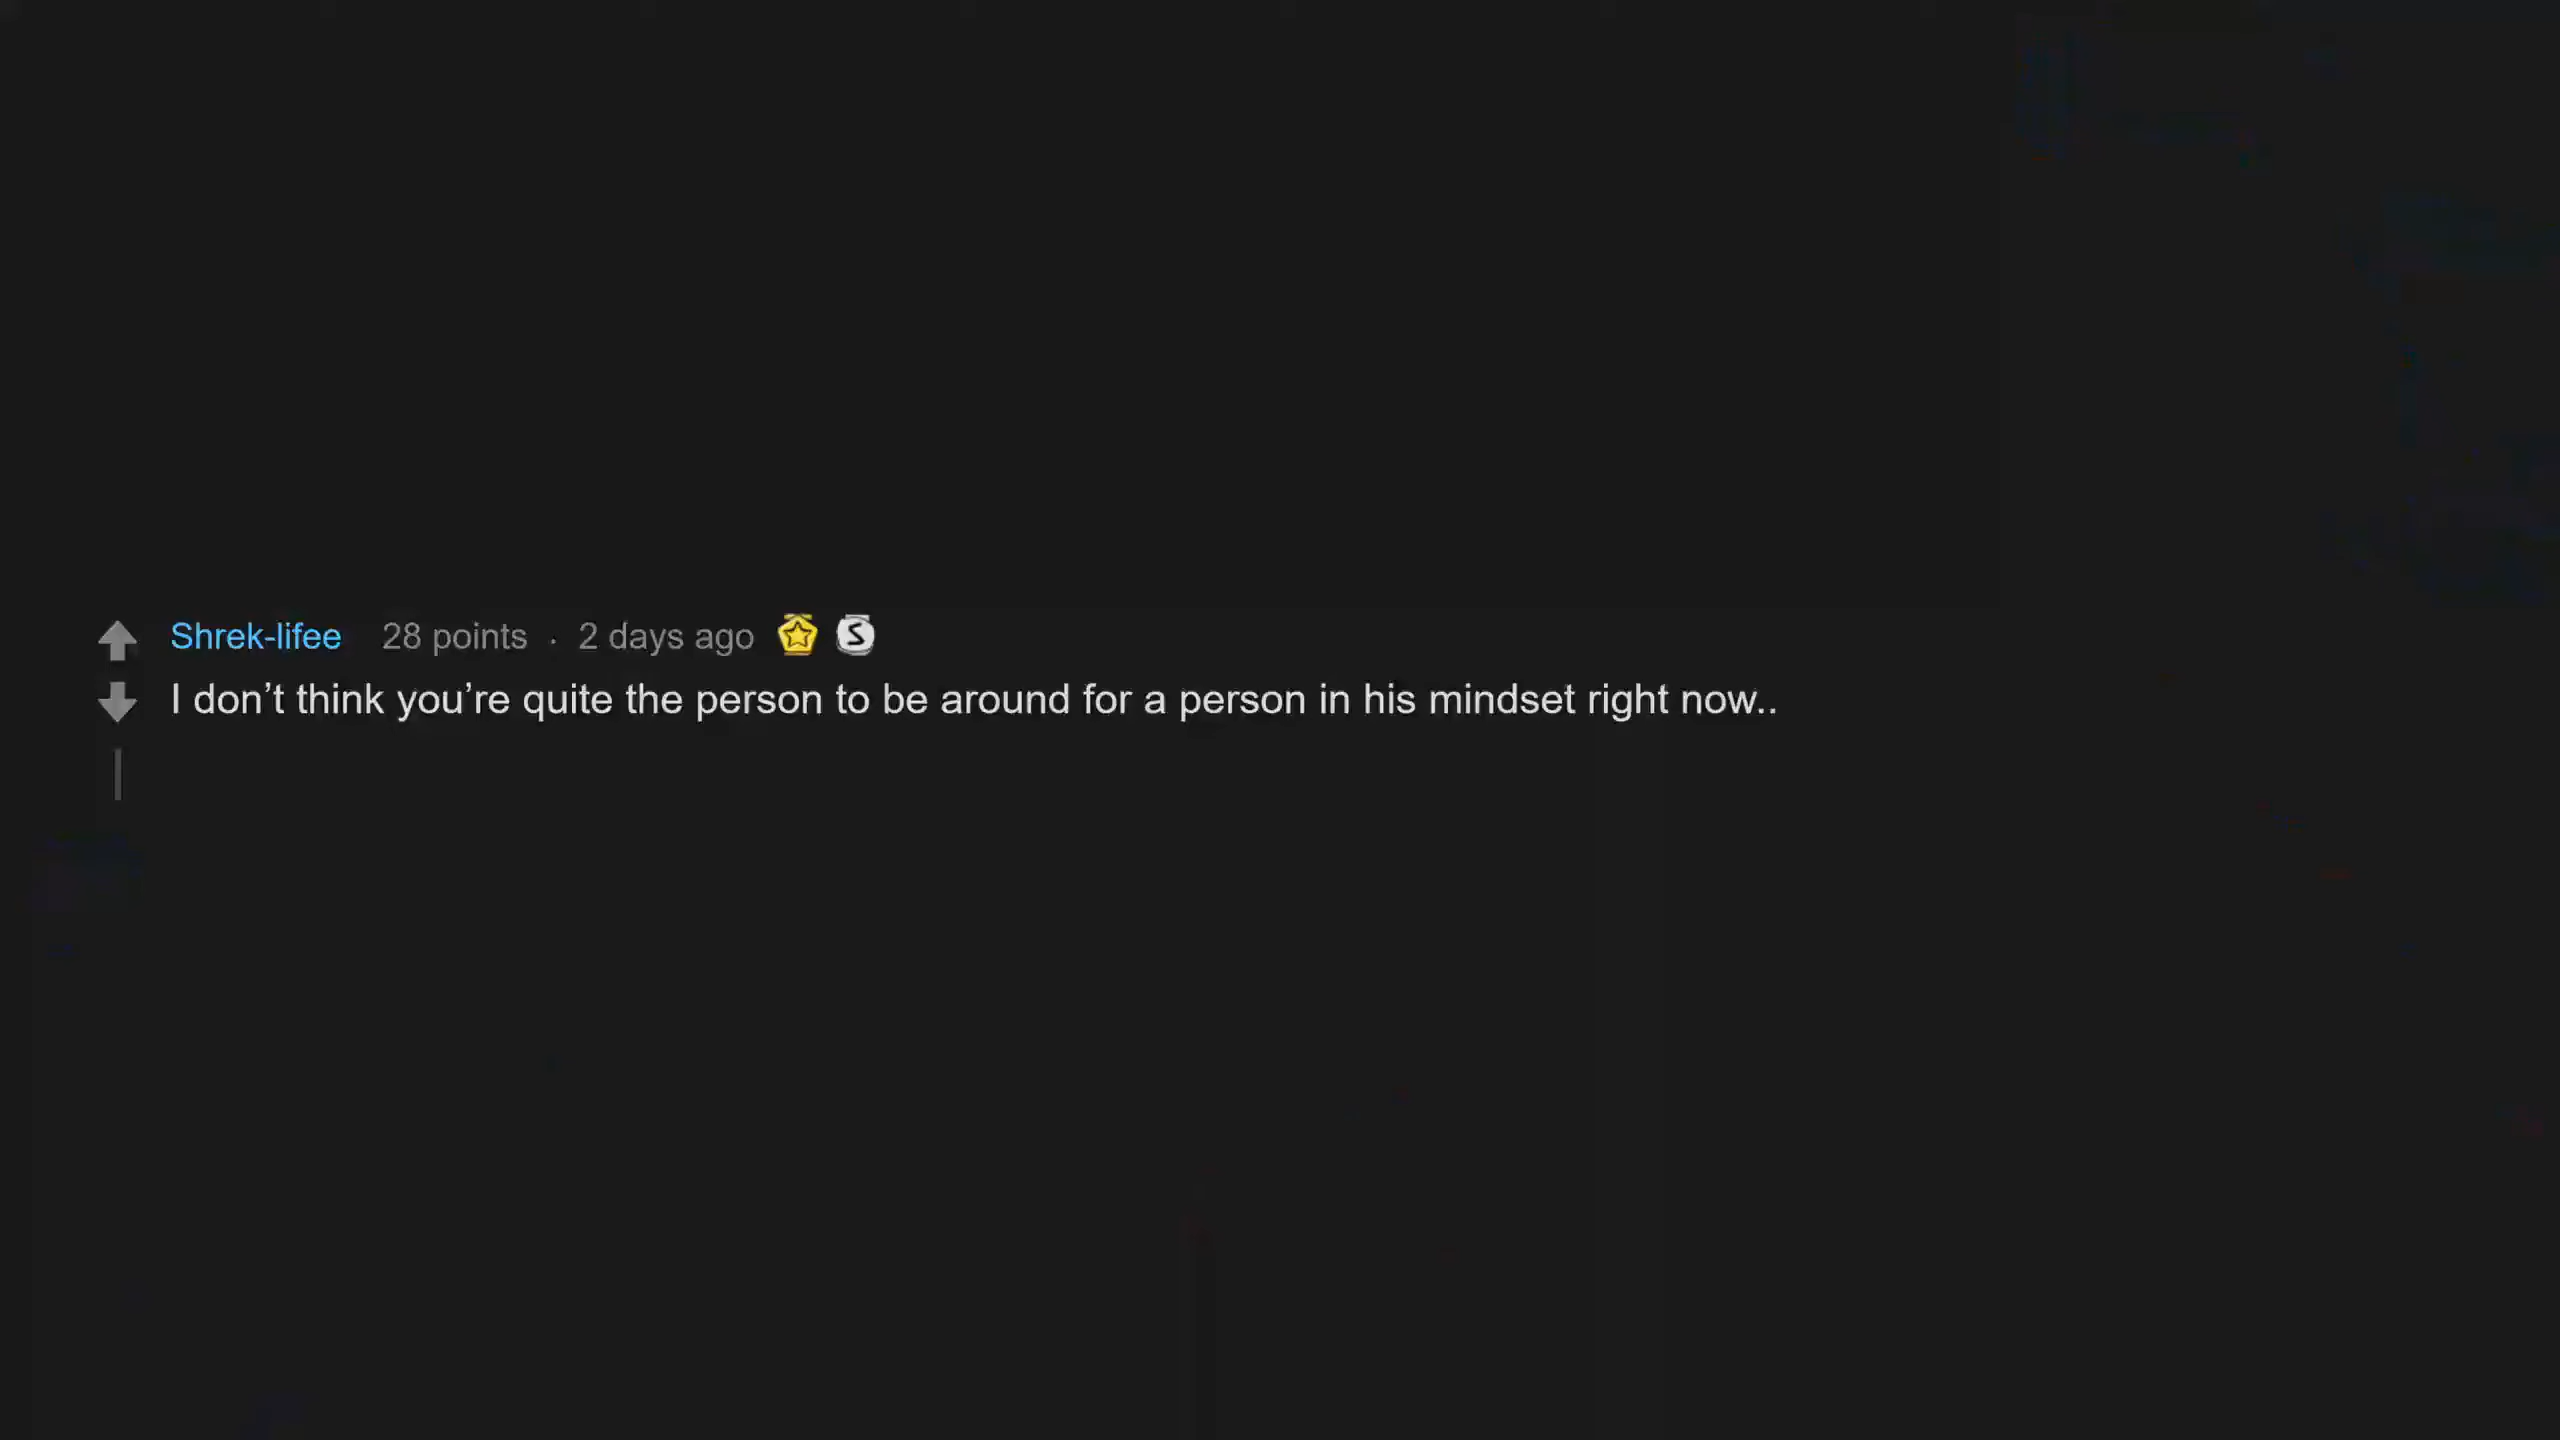 Shrek-lifee 28 points · 2 days ago
I don’t think you’re quite the person to be around for a person in his mindset right now..